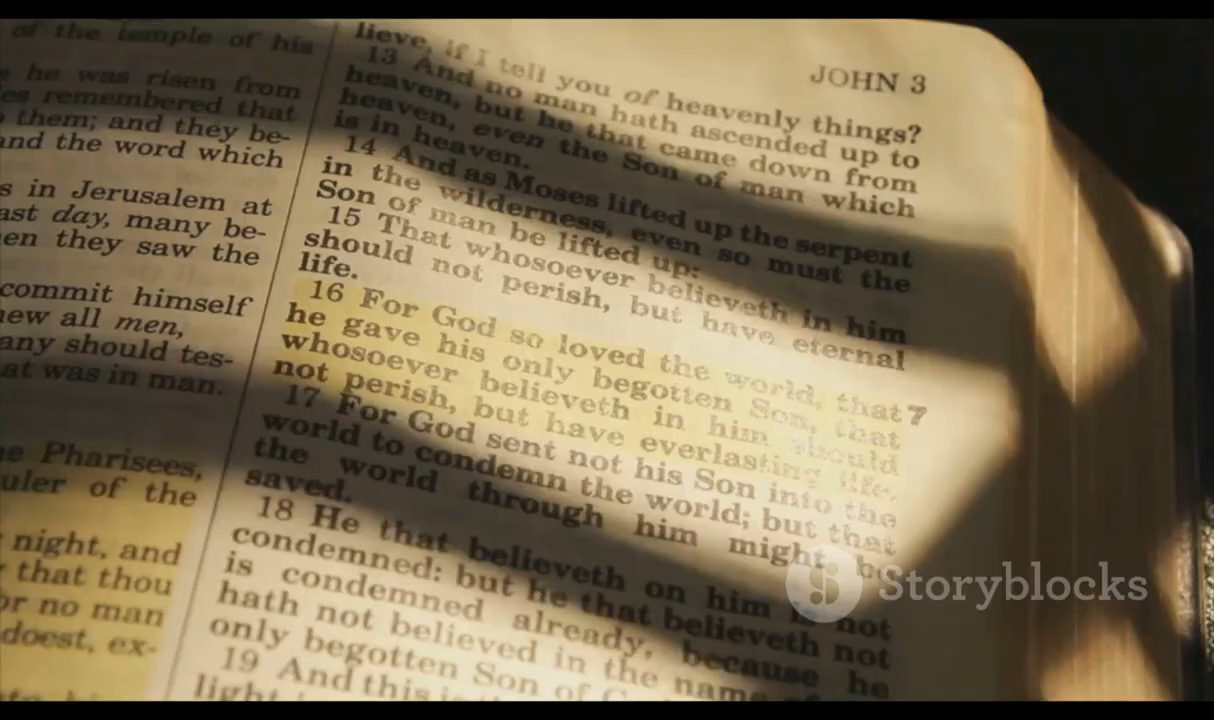 of the temple of his
he was risen from
remembered that
them; and they be-
and the word which
in Jerusalem at
day, many be-
they saw the
commit himself
all men,
any should tes-
at was in man.
Pharisees,
of the
night, and
that thou
or no man
doest, ex-
JOHN 3
lieve, if I tell you of heavenly things?
13 And no man hath ascended up to
heaven, but he that came down from
heaven, even the Son of man which
is in heaven.
14 And as Moses lifted up the serpent
in the wilderness, even so must the
Son of man be lifted up:
15 That whosoever believeth in him
should not perish, but have eternal
life.
16 For God so loved the world, that 7
he gave his only begotten Son, that
whosoever believeth in him should
not perish, but have everlasting life.
17 For God sent not his Son into the
world to condemn the world; but that
the world through him might be
saved.
18 He that believeth on him is not
condemned: but he that believeth not
is condemned already, because he
hath not believed in the name of
only begotten Son of
19 And this is
light
Storyblocks